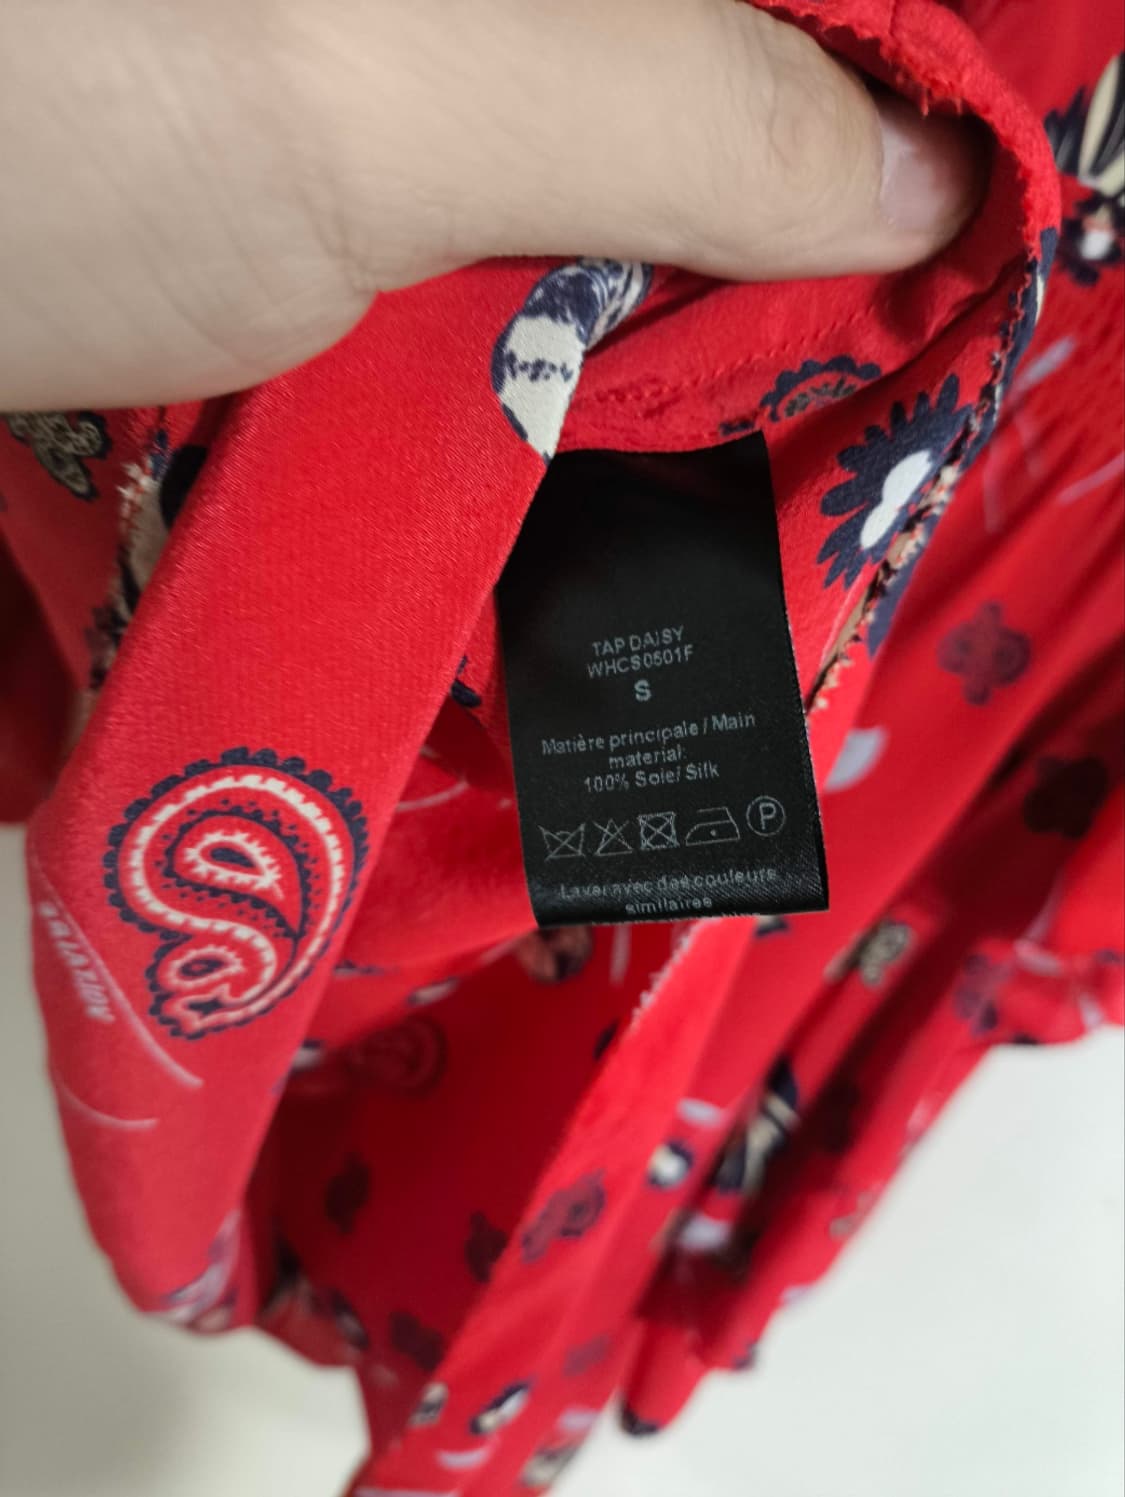 TAP DAISY
WHCS0501F
S
Matière principale / Main
material:
100% Soie/ Silk
P
Laver avec des couleurs
similaires